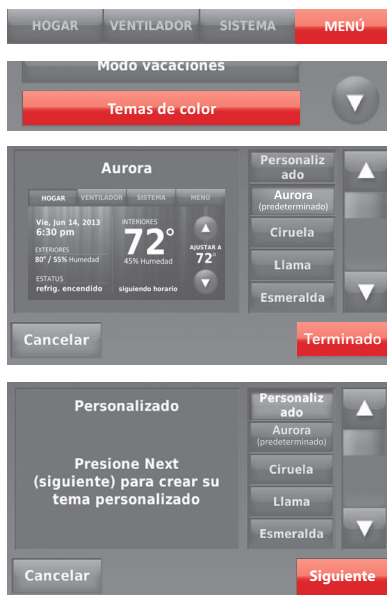 HOGAR VENTILADOR SISTEMA MENÚ
Modo vacaciones
Temas de color
Aurora
HOGAR VENTILADOR SISTEMA MENÚ
Vie, Jun 14, 2013
6:30 pm
EXTERIORES
80° / 55% Humedad
ESTATUS
refrig. encendido
INTERIORES
72°
45% Humedad
siguiendo horario
AJUSTAR A
72°
Personaliz
ado
Aurora
(predeterminado)
Ciruela
Llama
Esmeralda
Cancelar
Terminado
Personalizado
Presione Next
(siguiente) para crear su
tema personalizado
Personaliz
ado
Aurora
(predeterminado)
Ciruela
Llama
Esmeralda
Cancelar
Siguiente